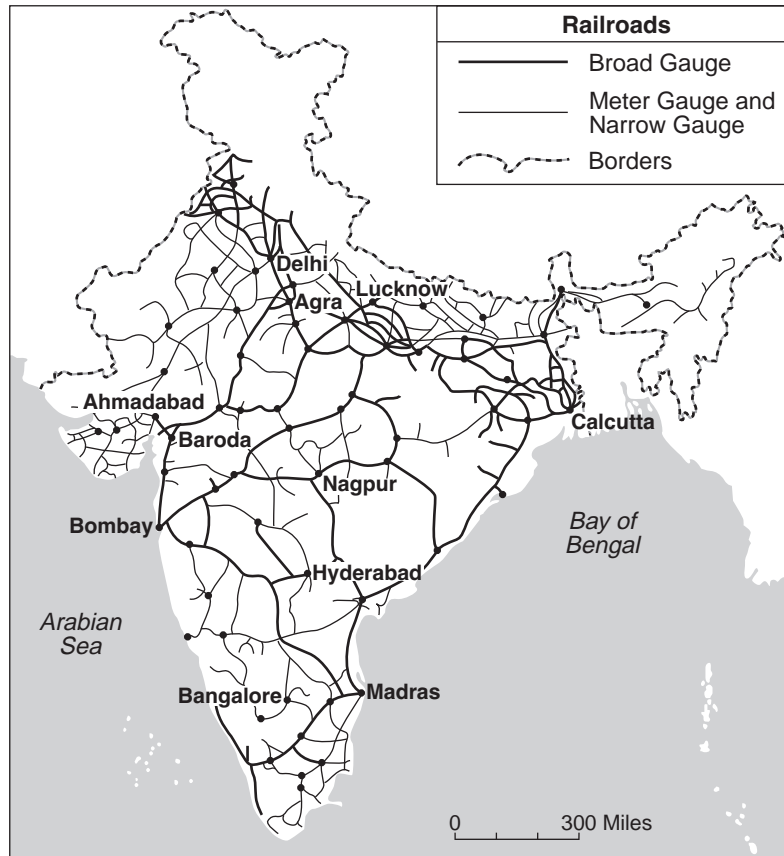 Railroads
Broad Gauge
Meter Gauge and
Narrow Gauge
Borders
Delhi
Agra
Lucknow
Ahmadabad
Baroda
Calcutta
Nagpur
Bombay
Bay of
Bengal
Hyderabad
Arabian
Sea
Bangalore
Madras
0 300 Miles